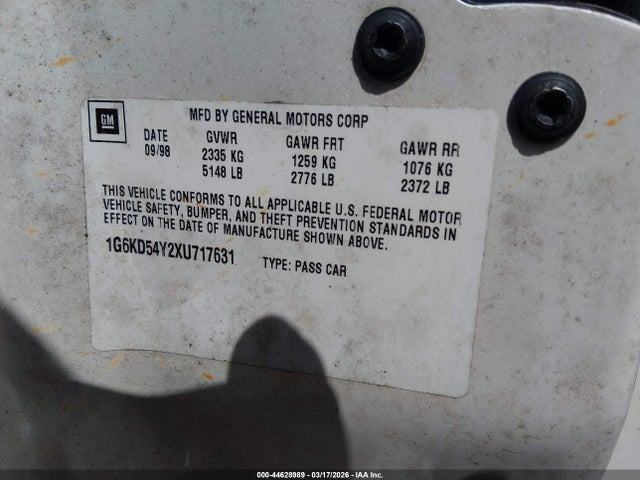 GM
MFD BY GENERAL MOTORS CORP
DATE GVWR GAWR FRT GAWR RR
09/98 2335 KG 1259 KG 1076 KG
5148 LB 2776 LB 2372 LB
THIS VEHICLE CONFORMS TO ALL APPLICABLE U.S. FEDERAL MOTOR
VEHICLE SAFETY, BUMPER, AND THEFT PREVENTION STANDARDS IN
EFFECT ON THE DATE OF MANUFACTURE SHOWN ABOVE.
1G6KD54Y2XU717631 TYPE: PASS CAR
000-44628989 | 03/17/2026 | IAA Inc.